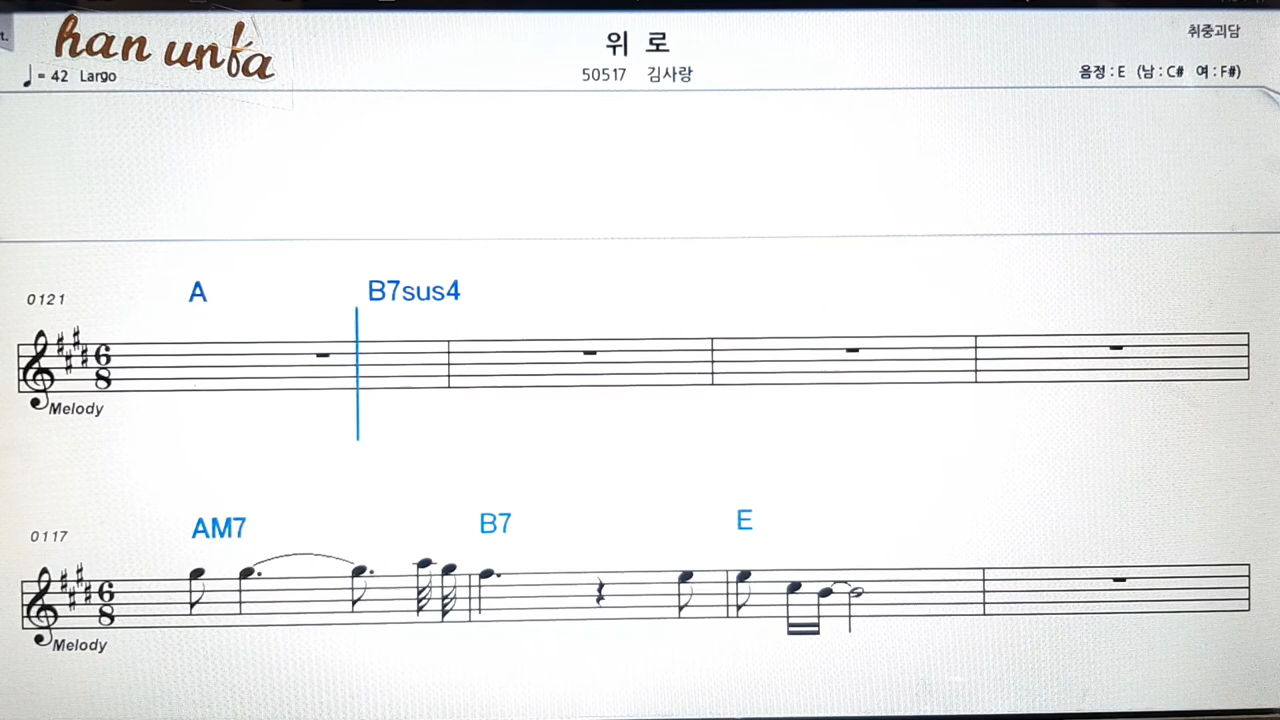 t.
han unfa
위 로
취중괴담
♩ = 42 Largo
50517 김사랑
음정 : E (남 : C# 여 : F#)
0121
A B7sus4
6
8
Melody
0117
AM7 B7 E
6
8
Melody